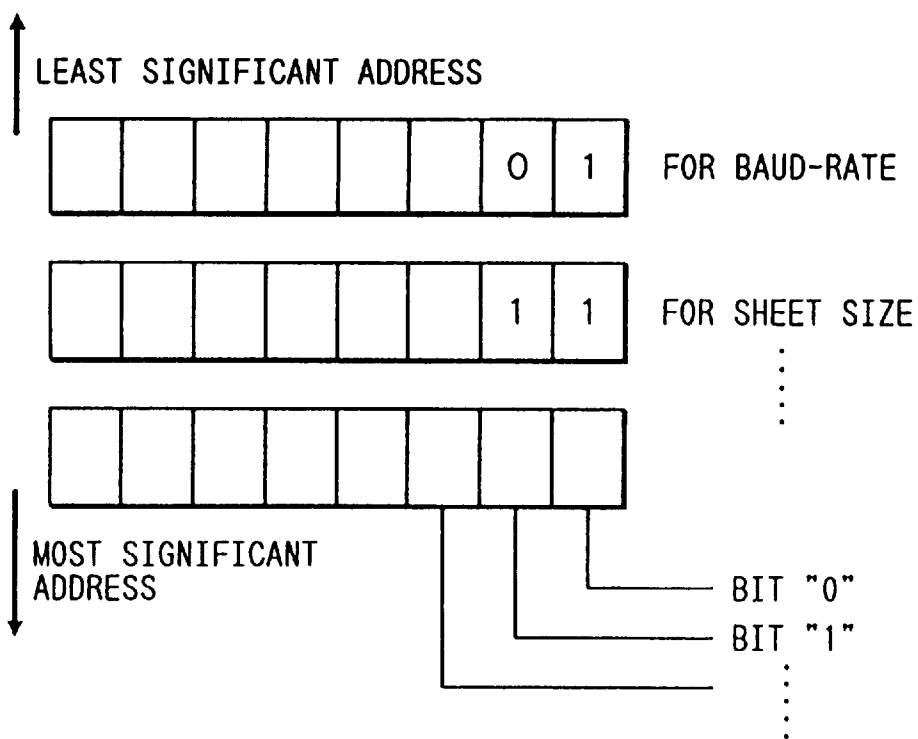 LEAST SIGNIFICANT ADDRESS
0 1 FOR BAUD-RATE
1 1 FOR SHEET SIZE
MOST SIGNIFICANT
ADDRESS
BIT "0"
BIT "1"